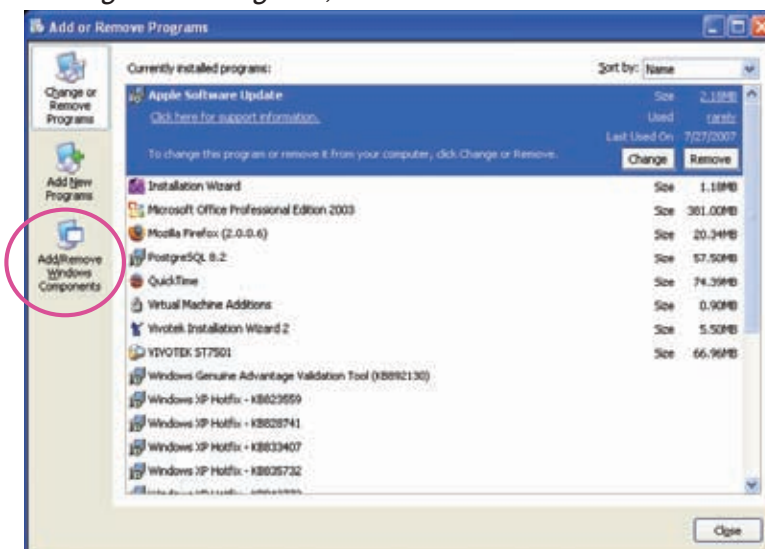 Add or Remove Programs
Change or
Remove
Programs
Add New
Programs
Add/Remove
Windows
Components
Currently installed programs:
Sort by: Name
Apple Software Update
Size 2.18MB
Click here for support information.
Used rarely
Last Used On 7/27/2007
To change this program or remove it from your computer, click Change or Remove.
Change Remove
Installation Wizard Size 1.18MB
Microsoft Office Professional Edition 2003 Size 381.00MB
Mozilla Firefox (2.0.0.6) Size 20.34MB
PostgreSQL 8.2 Size 57.50MB
QuickTime Size 74.39MB
Virtual Machine Additions Size 0.90MB
Vivotek Installation Wizard 2 Size 5.50MB
VIVOTEK ST7501 Size 66.96MB
Windows Genuine Advantage Validation Tool (KB892130)
Windows XP Hotfix - KB823559
Windows XP Hotfix - KB828741
Windows XP Hotfix - KB833407
Windows XP Hotfix - KB835732
Close